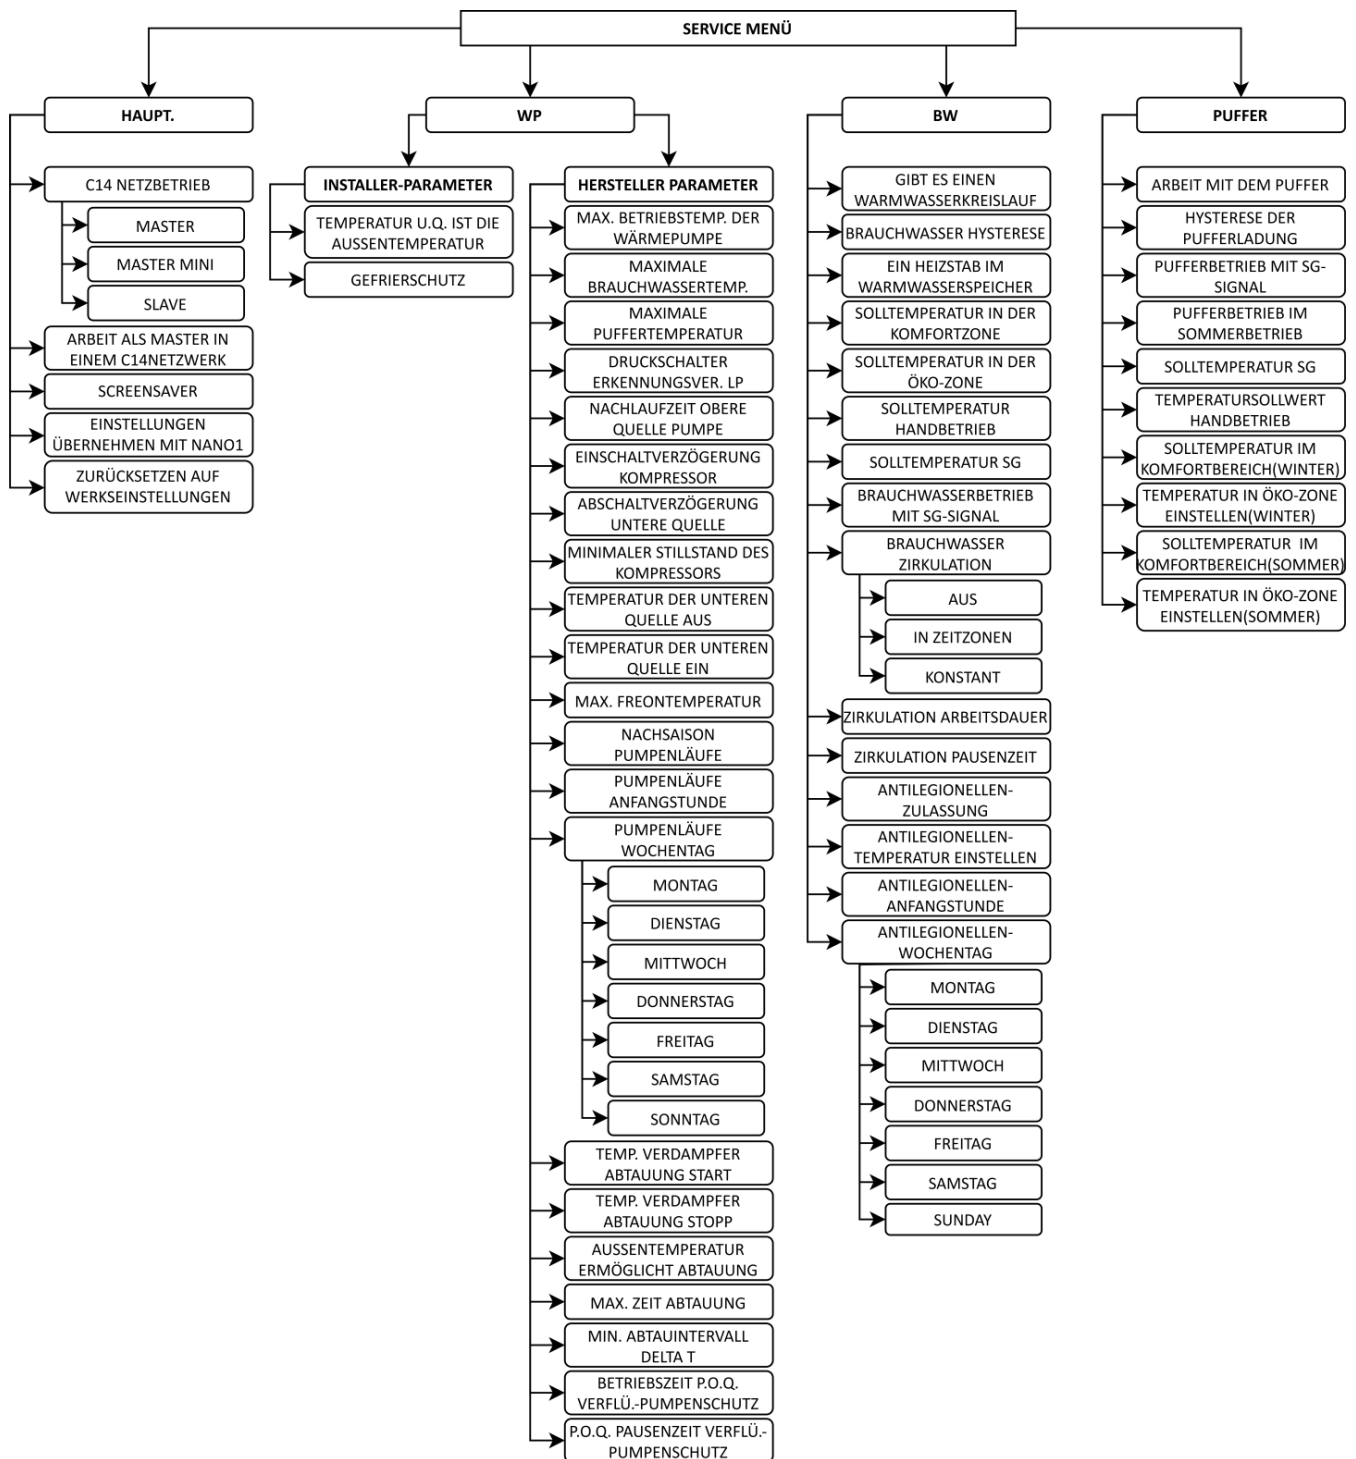 SERVICE MENÜ
HAUPT.
C14 NETZBETRIEB
MASTER
MASTER MINI
SLAVE
ARBEIT ALS MASTER IN
EINEM C14NETZWERK
SCREENSAVER
EINSTELLUNGEN
ÜBERNEHMEN MIT NANO1
ZURÜCKSETZEN AUF
WERKSEINSTELLUNGEN
WP
INSTALLER-PARAMETER
TEMPERATUR U.Q. IST DIE
AUSSENTEMPERATUR
GEFRIERSCHUTZ
HERSTELLER PARAMETER
MAX. BETRIEBSTEMP. DER
WÄRMEPUMPE
MAXIMALE
BRAUCHWASSERTEMP.
MAXIMALE
PUFFERTEMPERATUR
DRUCKSCHALTER
ERKENNUNGSVER. LP
NACHLAUFZEIT OBERE
QUELLE PUMPE
EINSCHALTVERZÖGERUNG
KOMPRESSOR
ABSCHALTVERZÖGERUNG
UNTERE QUELLE
MINIMALER STILLSTAND DES
KOMPRESSORS
TEMPERATUR DER UNTEREN
QUELLE AUS
TEMPERATUR DER UNTEREN
QUELLE EIN
MAX. FREONTEMPERATUR
NACHSAISON
PUMPENLÄUFE
PUMPENLÄUFE
ANFANGSTUNDE
PUMPENLÄUFE
WOCHENTAG
MONTAG
DIENSTAG
MITTWOCH
DONNERSTAG
FREITAG
SAMSTAG
SONNTAG
TEMP. VERDAMPFER
ABTAUUNG START
TEMP. VERDAMPFER
ABTAUUNG STOPP
AUSSENTEMPERATUR
ERMÖGLICHT ABTAUUNG
MAX. ZEIT ABTAUUNG
MIN. ABTAUINTERVALL
DELTA T
BETRIEBSZEIT P.O.Q.
VERFLÜ.-PUMPENSCHUTZ
P.O.Q. PAUSENZEIT VERFLÜ.-
PUMPENSCHUTZ
BW
GIBT ES EINEN
WARMWASSERKREISLAUF
BRAUCHWASSER HYSTERESE
EIN HEIZSTAB IM
WARMWASSERSPEICHER
SOLLTEMPERATUR IN DER
KOMFORTZONE
SOLLTEMPERATUR IN DER
ÖKO-ZONE
SOLLTEMPERATUR
HANDBETRIEB
SOLLTEMPERATUR SG
BRAUCHWASSERBETRIEB
MIT SG-SIGNAL
BRAUCHWASSER
ZIRKULATION
AUS
IN ZEITZONEN
KONSTANT
ZIRKULATION ARBEITSDAUER
ZIRKULATION PAUSENZEIT
ANTILEGIONELLEN-
ZULASSUNG
ANTILEGIONELLEN-
TEMPERATUR EINSTELLEN
ANTILEGIONELLEN-
ANFANGSTUNDE
ANTILEGIONELLEN-
WOCHENTAG
MONTAG
DIENSTAG
MITTWOCH
DONNERSTAG
FREITAG
SAMSTAG
SUNDAY
PUFFER
ARBEIT MIT DEM PUFFER
HYSTERESE DER
PUFFERLADUNG
PUFFERBETRIEB MIT SG-
SIGNAL
PUFFERBETRIEB IM
SOMMERBETRIEB
SOLLTEMPERATUR SG
TEMPERATURSOLLWERT
HANDBETRIEB
SOLLTEMPERATUR IM
KOMFORTBEREICH(WINTER)
TEMPERATUR IN ÖKO-ZONE
EINSTELLEN(WINTER)
SOLLTEMPERATUR IM
KOMFORTBEREICH(SOMMER)
TEMPERATUR IN ÖKO-ZONE
EINSTELLEN(SOMMER)